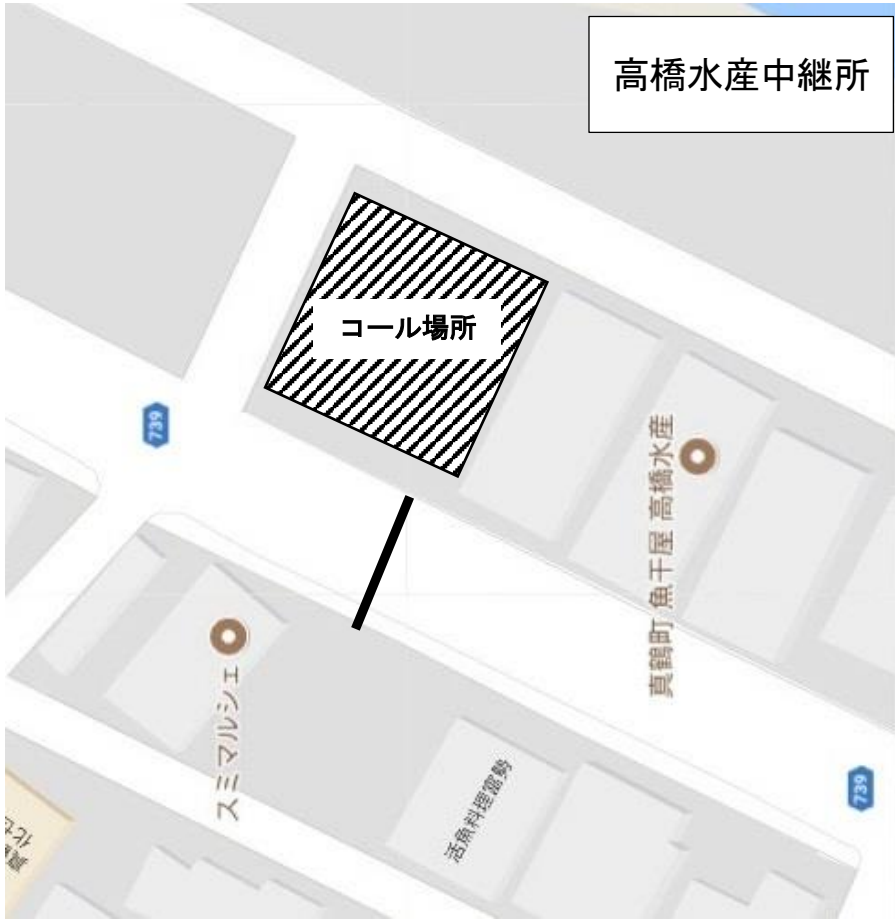 高橋水産中継所
コール場所
739
真鶴町 魚干屋 高橋水産
スミマルシェ
活魚料理富勢
739